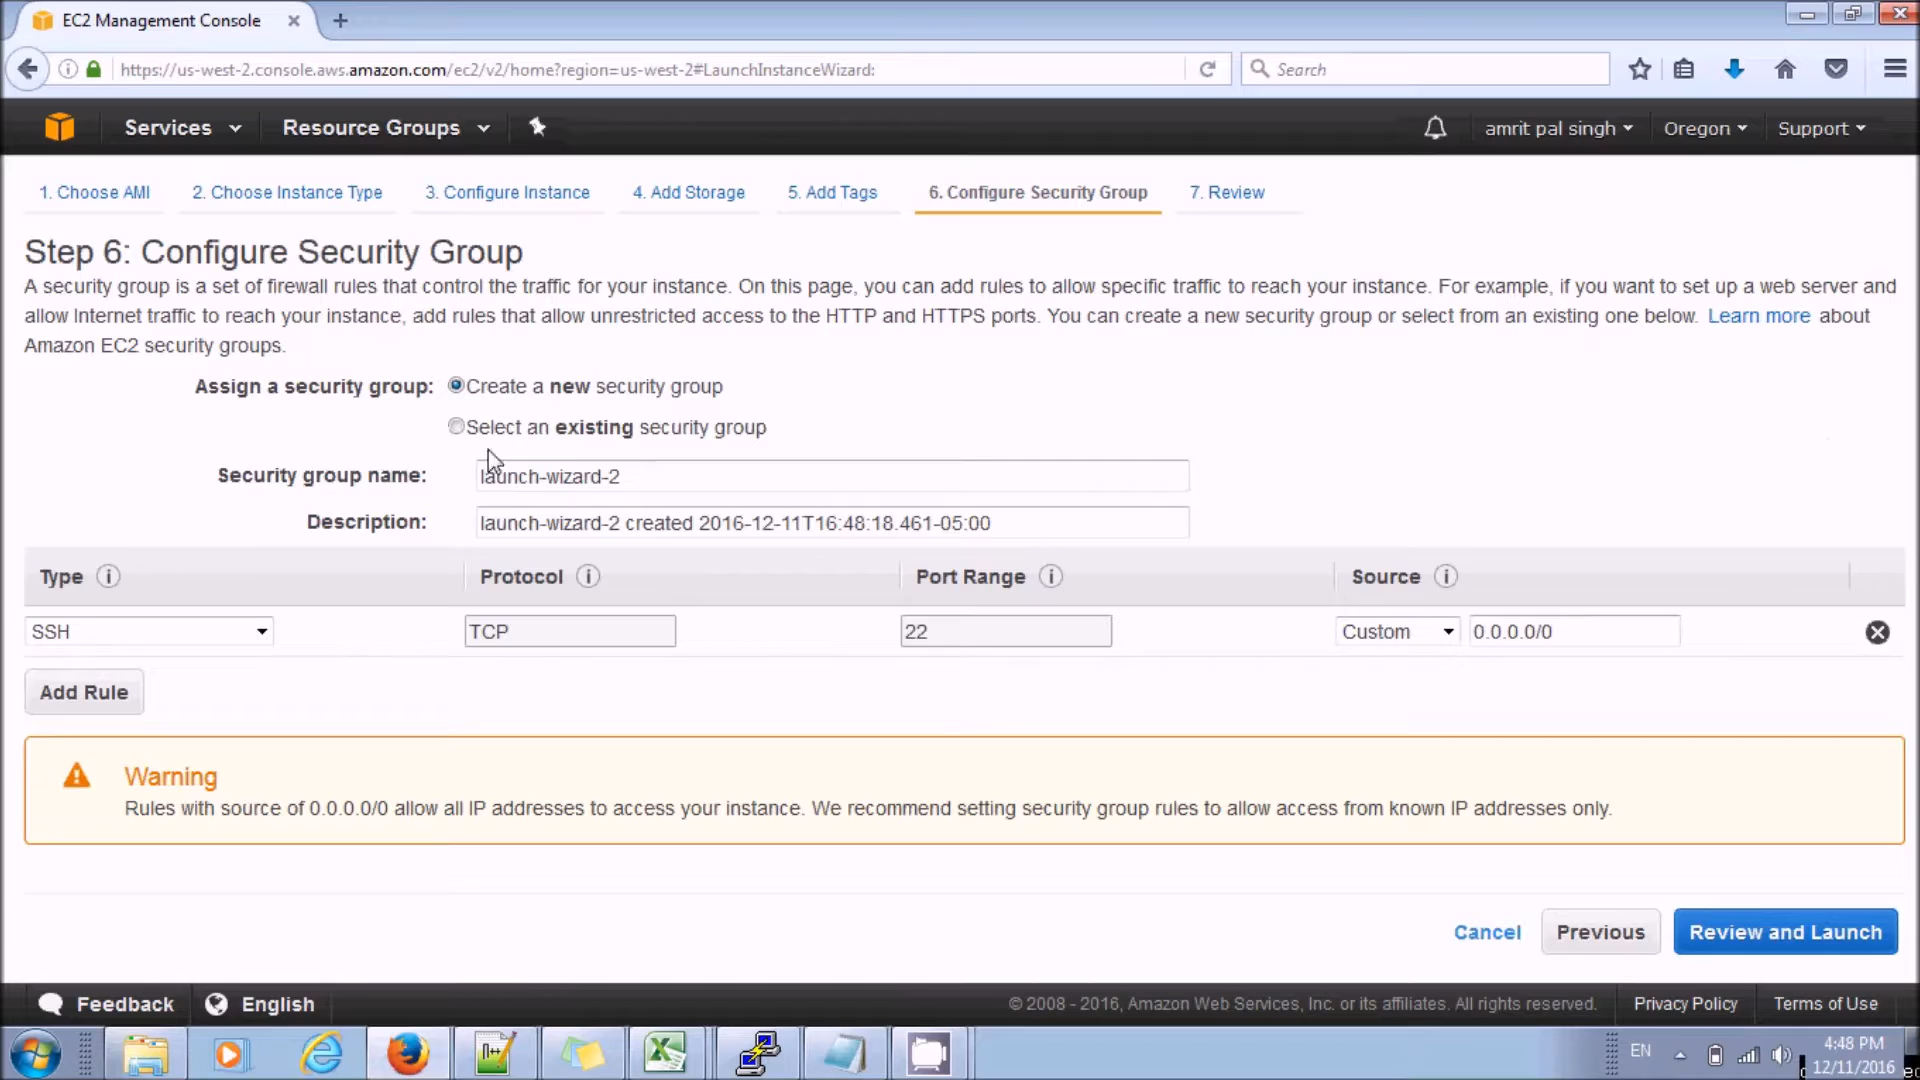 EC2 Management Console
https://us-west-2.console.aws.amazon.com/ec2/v2/home?region=us-west-2#LaunchInstanceWizard:
Search
Services
Resource Groups
amrit pal singh
Oregon
Support
1. Choose AMI
2. Choose Instance Type
3. Configure Instance
4. Add Storage
5. Add Tags
6. Configure Security Group
7. Review
Step 6: Configure Security Group
A security group is a set of firewall rules that control the traffic for your instance. On this page, you can add rules to allow specific traffic to reach your instance. For example, if you want to set up a web server and
allow Internet traffic to reach your instance, add rules that allow unrestricted access to the HTTP and HTTPS ports. You can create a new security group or select from an existing one below. Learn more about
Amazon EC2 security groups.
Assign a security group: Create a new security group
Select an existing security group
Security group name: launch-wizard-2
Description: launch-wizard-2 created 2016-12-11T16:48:18.461-05:00
Type
Protocol
Port Range
Source
SSH
TCP
22
Custom
0.0.0.0/0
Add Rule
Warning
Rules with source of 0.0.0.0/0 allow all IP addresses to access your instance. We recommend setting security group rules to allow access from known IP addresses only.
Cancel
Previous
Review and Launch
Feedback
English
© 2008 - 2016, Amazon Web Services, Inc. or its affiliates. All rights reserved.
Privacy Policy
Terms of Use
EN
4:48 PM
12/11/2016